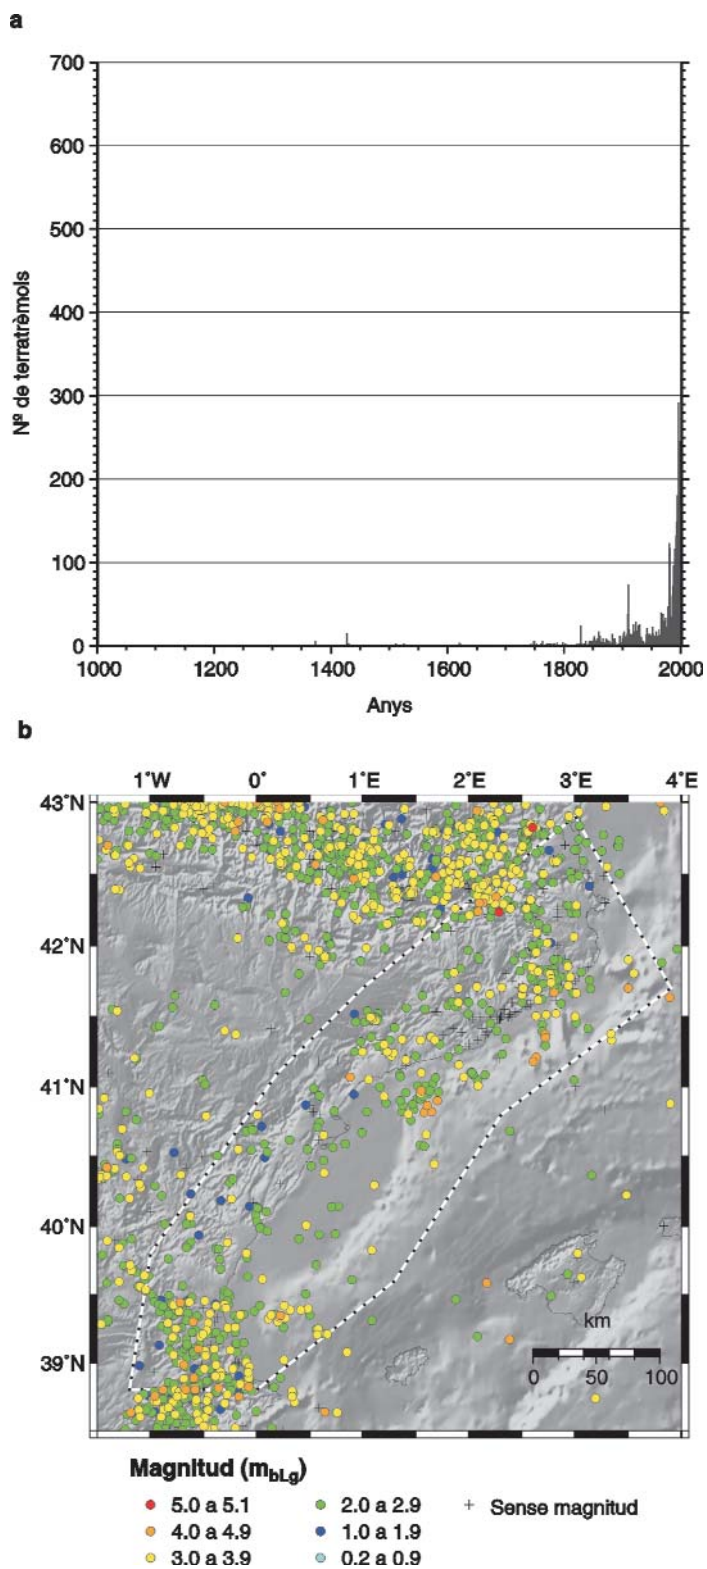 a
700
600
500
400
300
200
100
0
Nº de terratrèmols
1000 1200 1400 1600 1800 2000
Anys
b
1˚W 0˚ 1˚E 2˚E 3˚E 4˚E
43˚N
42˚N
41˚N
40˚N
39˚N
km
0 50 100
Magnitud (mbLg)
5.0 a 5.1 2.0 a 2.9 + Sense magnitud
4.0 a 4.9 1.0 a 1.9
3.0 a 3.9 0.2 a 0.9